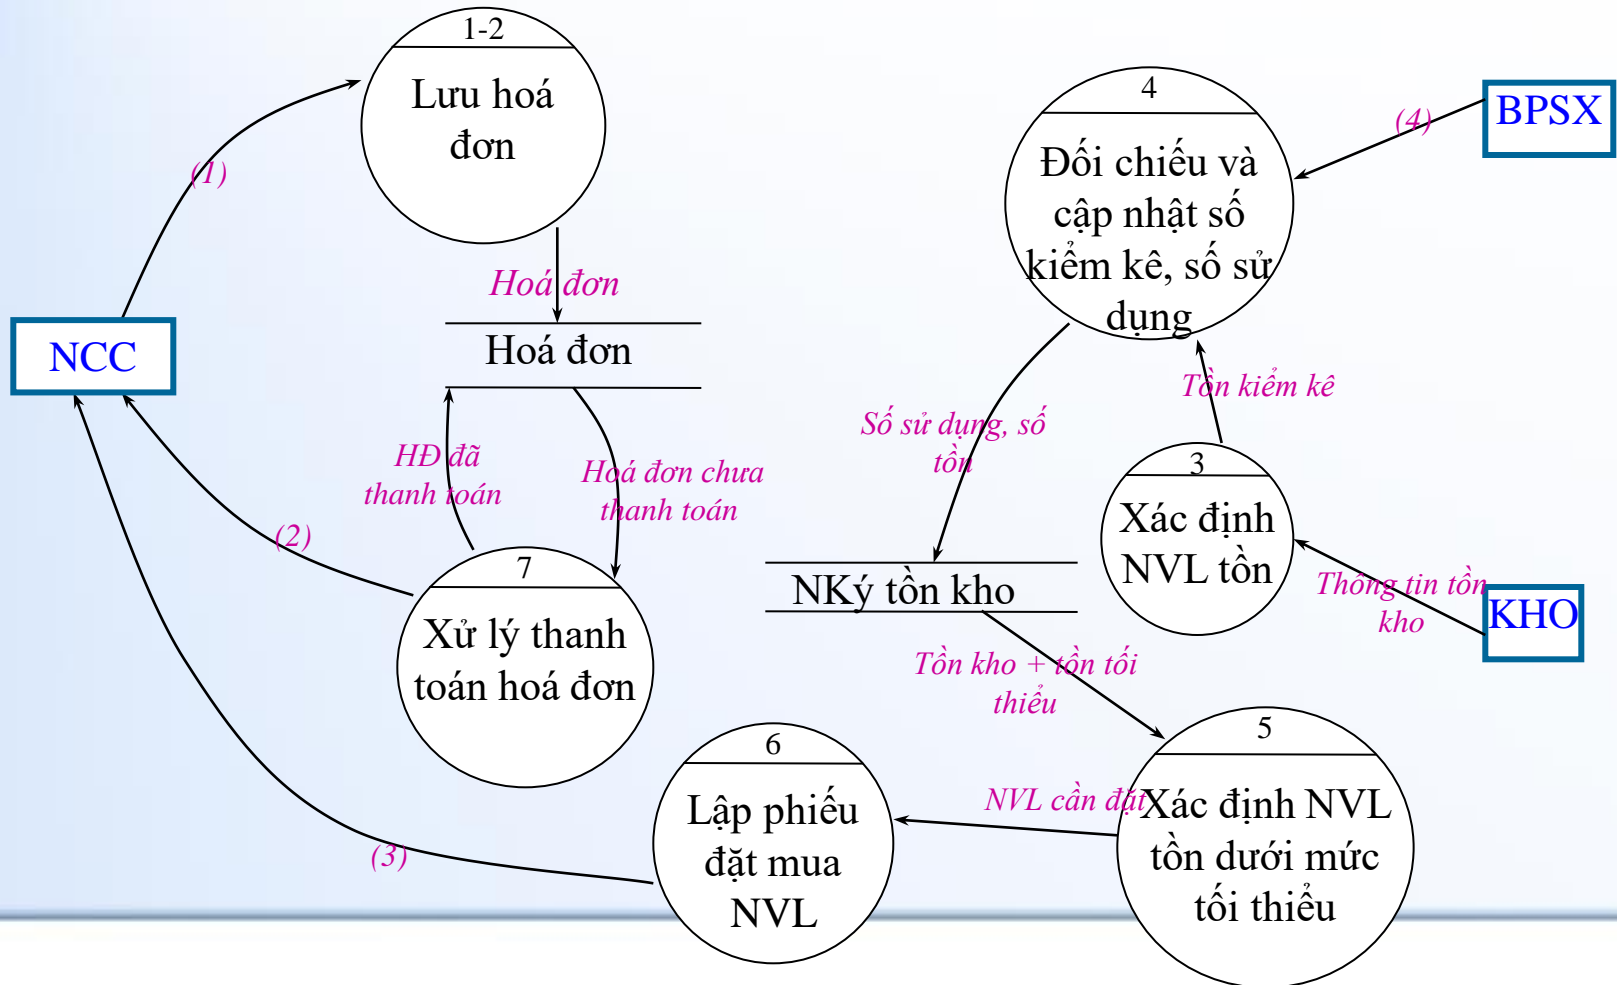 1-2
Lưu hoá
đơn
(1)
Hoá đơn
Hoá đơn
NCC
HĐ đã
thanh toán
Hoá đơn chưa
thanh toán
(2)
7
Xử lý thanh
toán hoá đơn
(3)
4
Đối chiếu và
cập nhật số
kiểm kê, số sử
dụng
(4)
BPSX
Tồn kiểm kê
Số sử dụng, số
tồn
3
Xác định
NVL tồn
Thông tin tồn
kho
KHO
NKý tồn kho
Tồn kho + tồn tối
thiểu
5
Xác định NVL
tồn dưới mức
tối thiểu
NVL cần đặt
6
Lập phiếu
đặt mua
NVL